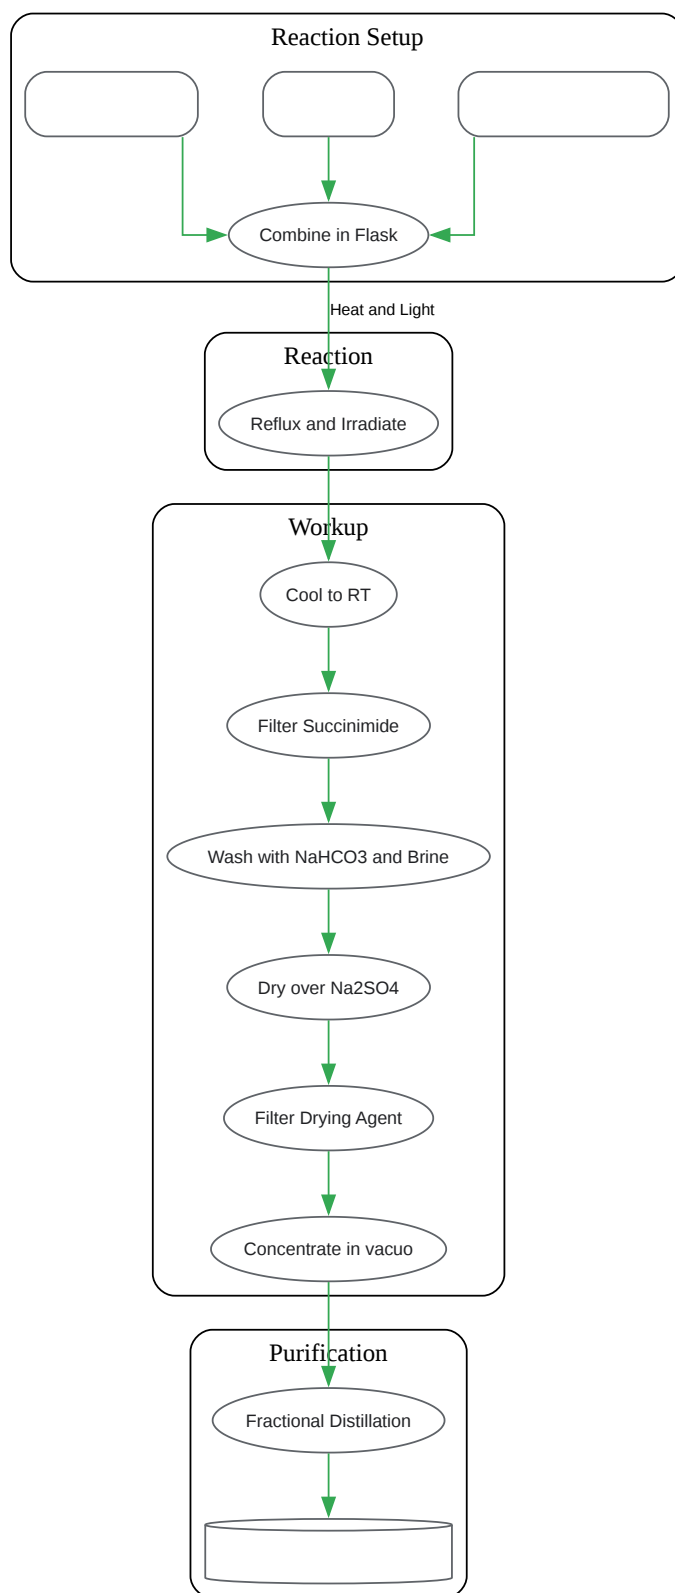 Reaction Setup
Combine in Flask
Heat and Light
Reaction
Reflux and Irradiate
Workup
Cool to RT
Filter Succinimide
Wash with NaHCO3 and Brine
Dry over Na2SO4
Filter Drying Agent
Concentrate in vacuo
Purification
Fractional Distillation